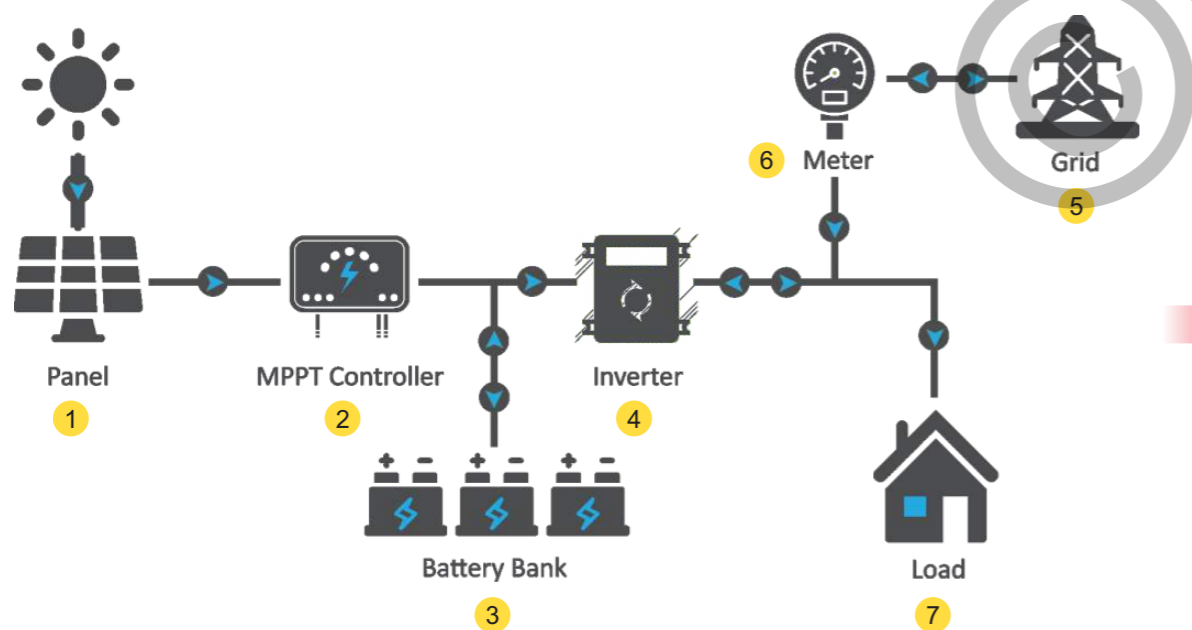 6 Meter
Grid
5
Panel
MPPT Controller
Inverter
1
2
4
+ - + - + -
Battery Bank
Load
3
7